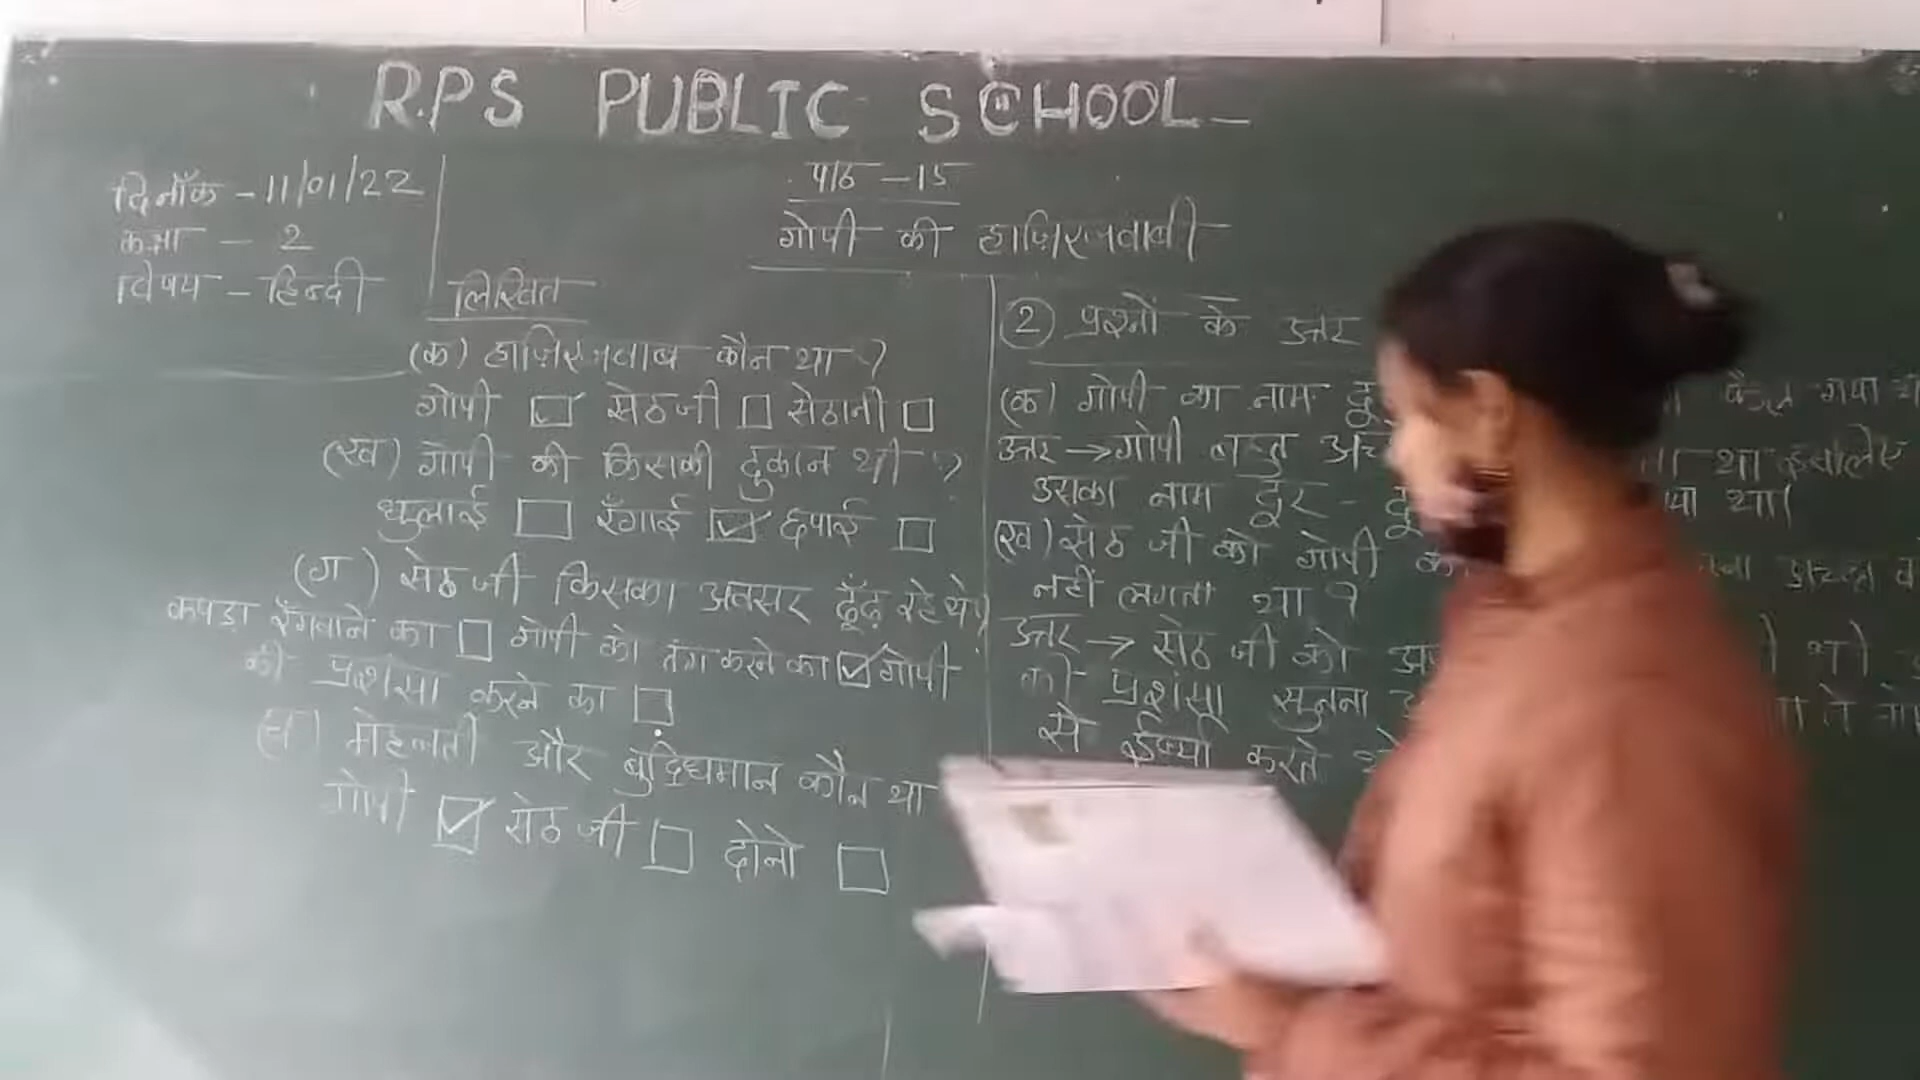 R.P.S PUBLIC SCHOOL
दिनाँक - 11/01/22
कक्षा - 2
विषय - हिन्दी
पाठ - 15
गोपी की हाज़िरजवाबी
लिखित
(क) हाज़िरजवाब कौन था ?
गोपी ☑ सेठ जी ☐ सेठानी ☐
(ख) गोपी की किसकी दुकान थी ?
धुलाई ☐ रँगाई ☑ छपाई ☐
(ग) सेठ जी किसका अवसर ढूँढ़ रहे थे?
कपड़ा रँगवाने का ☐ गोपी को तंग करने का ☑ गोपी
की प्रशंसा करने का ☐
(घ) मेहनती और बुद्धिमान कौन था
गोपी ☑ सेठ जी ☐ दोनो ☐
② प्रश्नों के उत्तर
(क) गोपी का नाम फैल गया
उत्तर → गोपी बहुत था इसलिए
उसका नाम दूर - था।
(ख) सेठ जी को गोपी
नहीं लगता था ?
उत्तर → सेठ जी को
की प्रशंसा सुनना
से ईर्ष्या करते